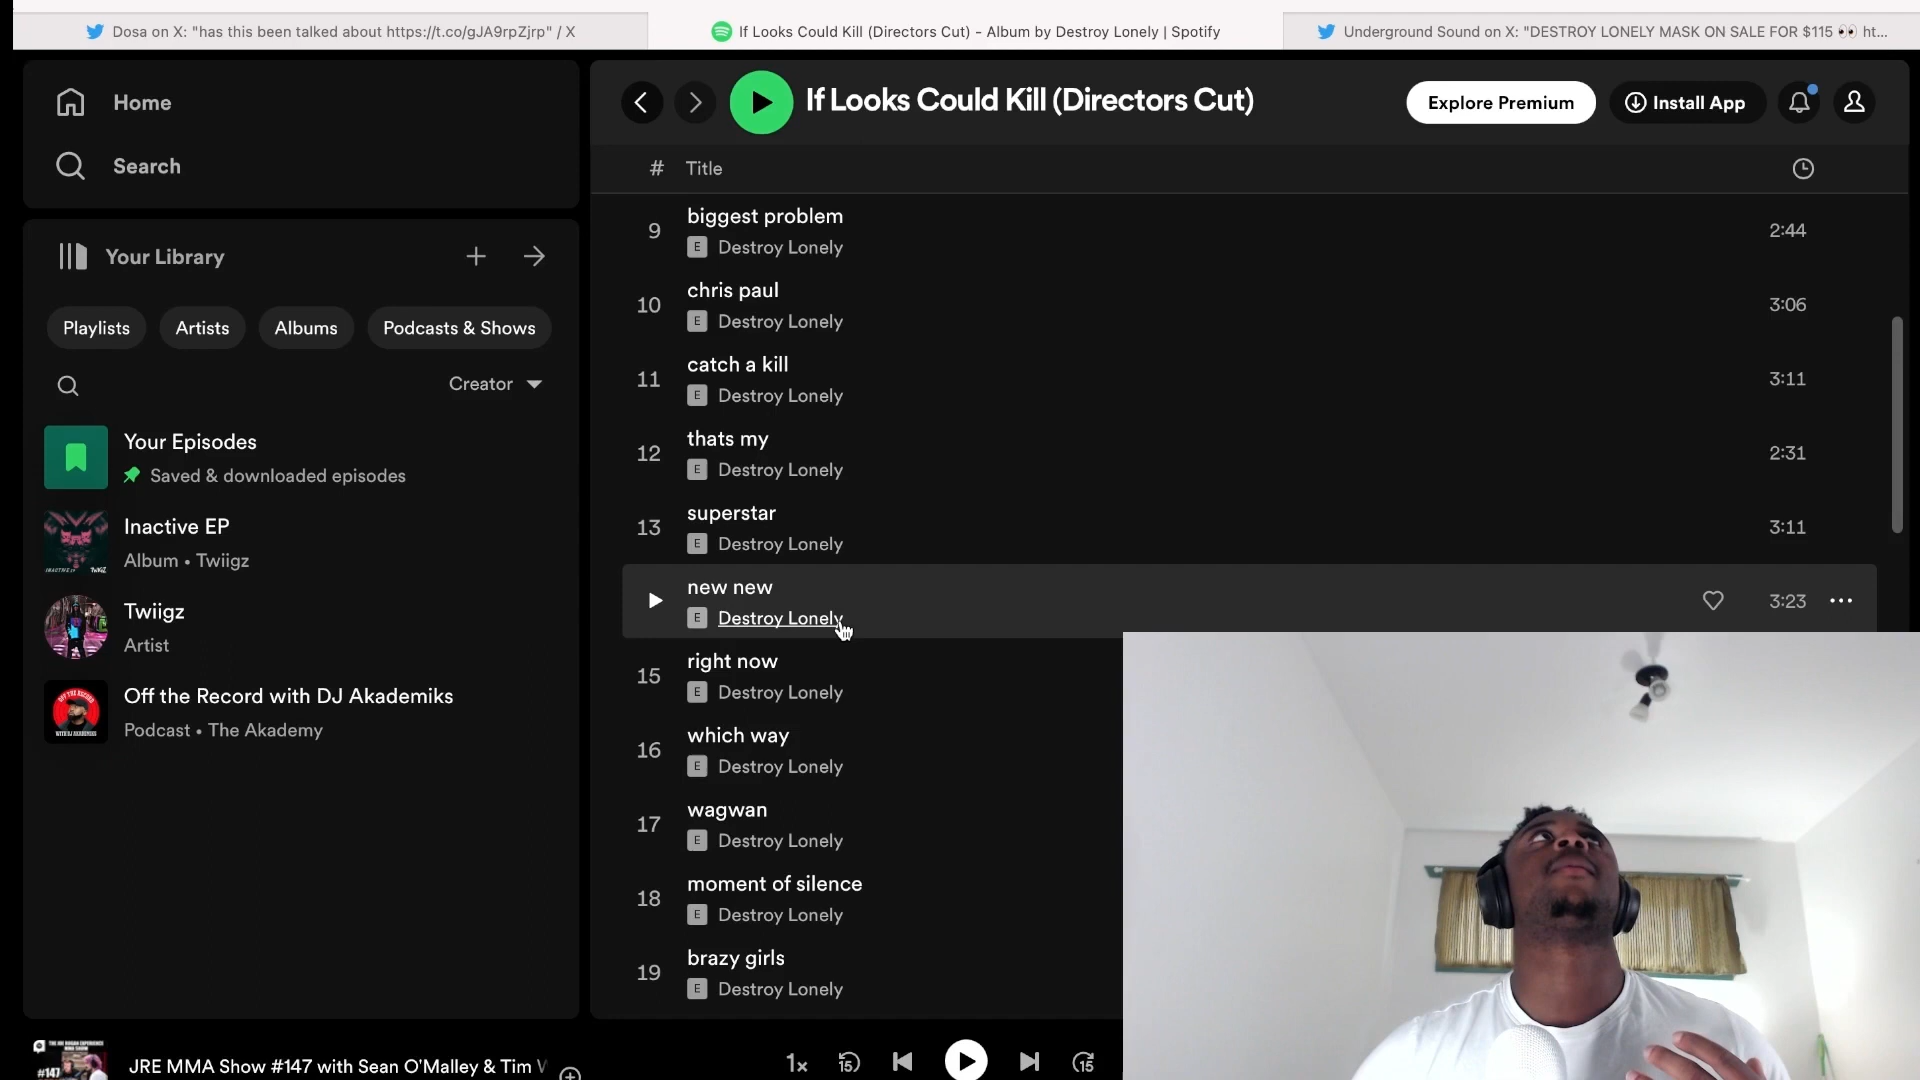 Dosa on X: "has this been talked about https://t.co/gJA9rpZjrp" / X
If Looks Could Kill (Directors Cut) - Album by Destroy Lonely | Spotify
Underground Sound on X: "DESTROY LONELY MASK ON SALE FOR $115 👀 ht...
Home
Search
Your Library
Playlists
Artists
Albums
Podcasts & Shows
Creator
Your Episodes
Saved & downloaded episodes
Inactive EP
Album • Twiigz
Twiigz
Artist
Off the Record with DJ Akademiks
Podcast • The Akademy
If Looks Could Kill (Directors Cut)
Explore Premium
Install App
# Title
9 biggest problem 2:44
E Destroy Lonely
10 chris paul 3:06
E Destroy Lonely
11 catch a kill 3:11
E Destroy Lonely
12 thats my 2:31
E Destroy Lonely
13 superstar 3:11
E Destroy Lonely
new new 3:23
E Destroy Lonely
15 right now
E Destroy Lonely
16 which way
E Destroy Lonely
17 wagwan
E Destroy Lonely
18 moment of silence
E Destroy Lonely
19 brazy girls
E Destroy Lonely
#147
JRE MMA Show #147 with Sean O'Malley & Tim
1x
15
15